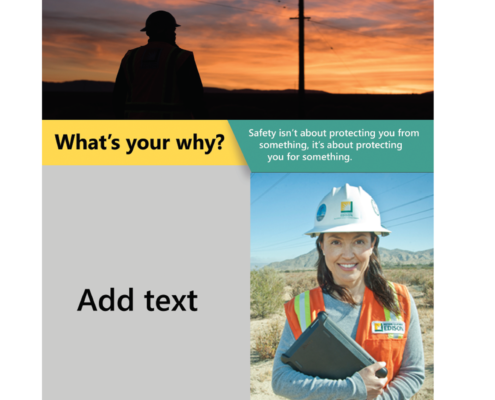 What's your why?
Safety isn't about protecting you from
something, it's about protecting
you for something.
Add text
EDISON